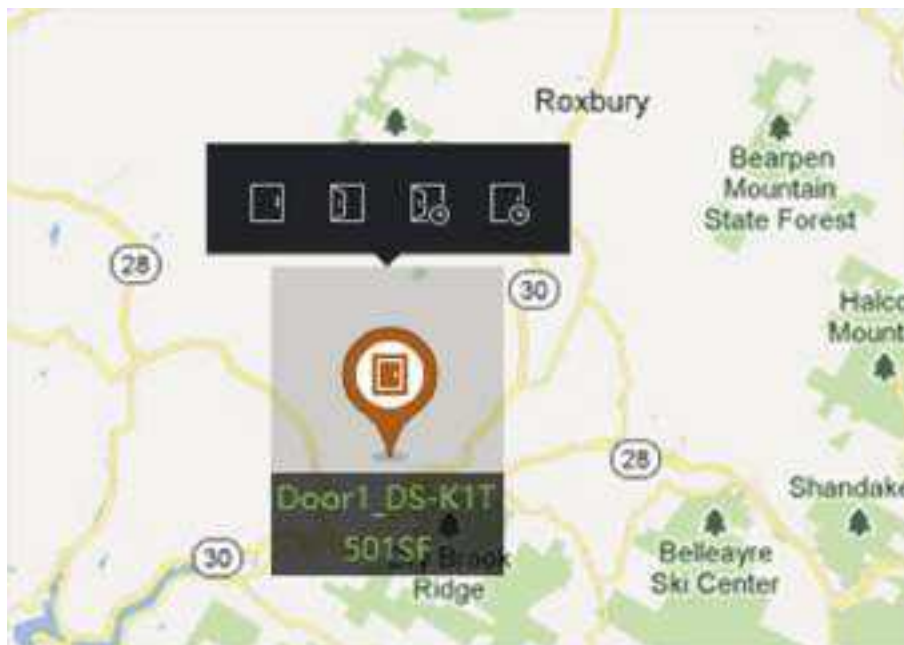 Roxbury
Bearpen
Mountain
State Forest
28
30
Halco
Mount
28
Shandake
Door1_DS-K1T
501SF
Brook
Ridge
30
Belleayre
Ski Center